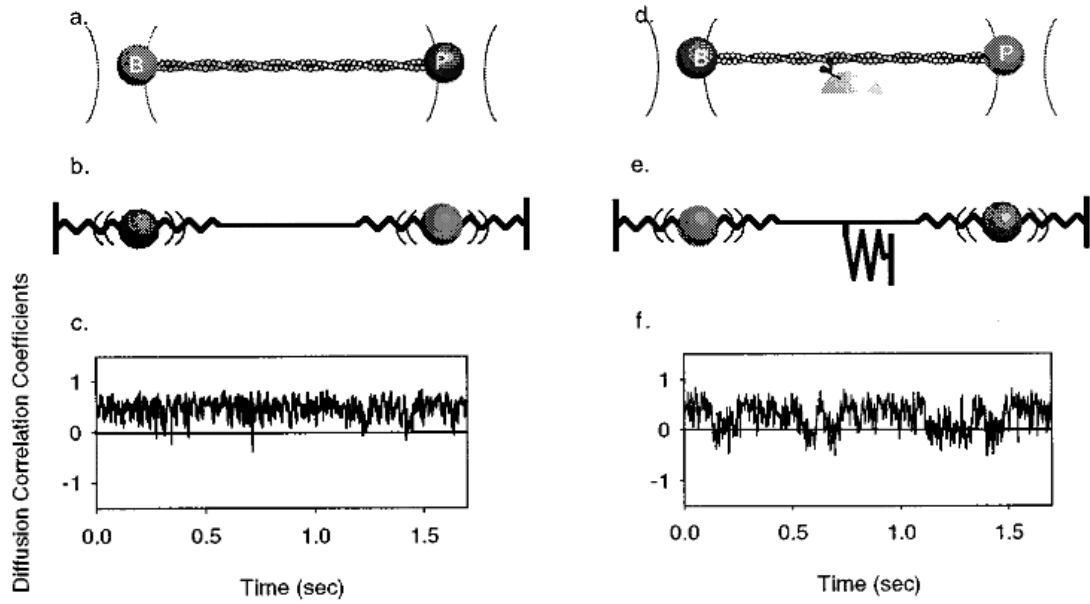 a.
B
P
b.
c.
Diffusion Correlation Coefficients
1
0
-1
0.0 0.5 1.0 1.5
Time (sec)
d.
B
P
e.
f.
1
0
-1
0.0 0.5 1.0 1.5
Time (sec)